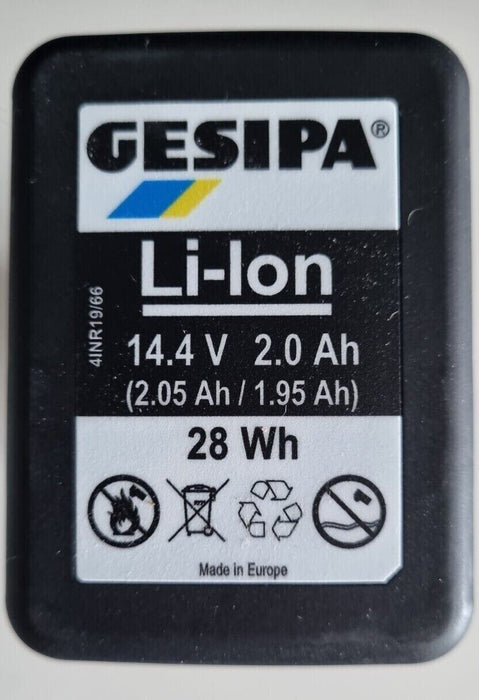 GESIPA®
Li-Ion
4INR19/66
14.4 V 2.0 Ah
(2.05 Ah / 1.95 Ah)
28 Wh
Made in Europe